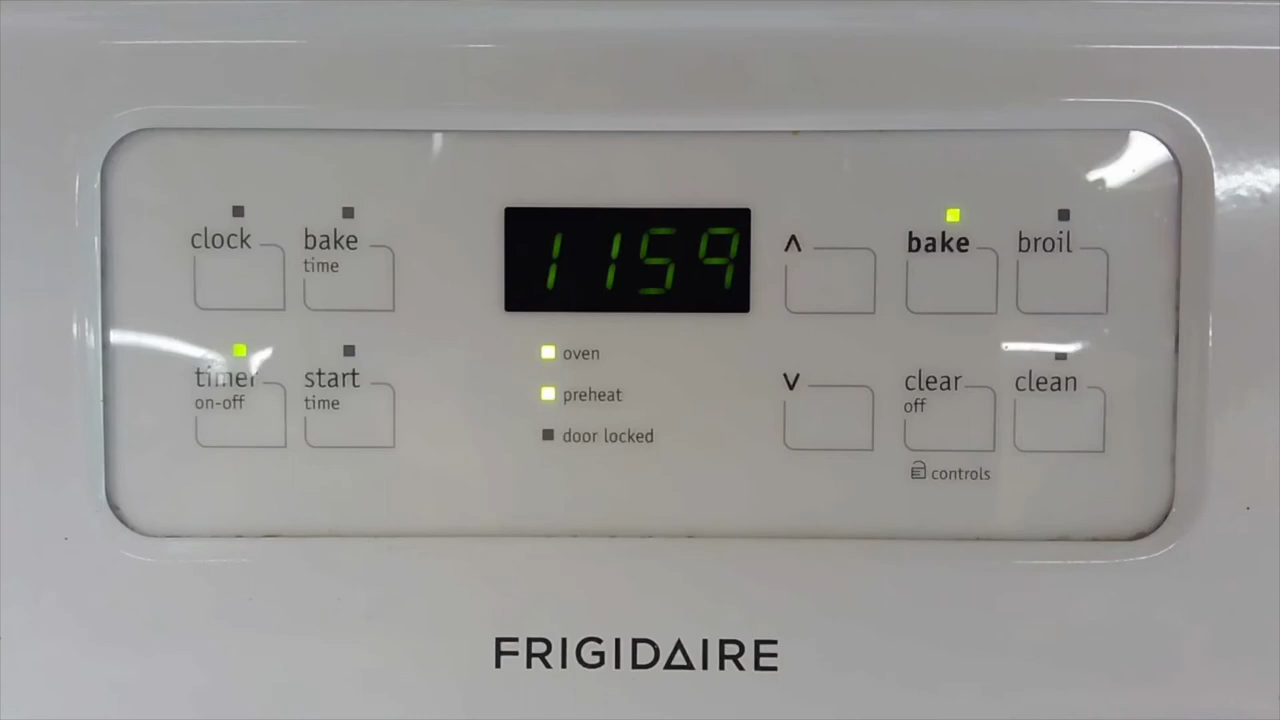 clock
bake
time
1159
^
bake
broil
timer
on-off
start
time
oven
preheat
door locked
v
clear
off
clean
controls
FRIGIDAIRE